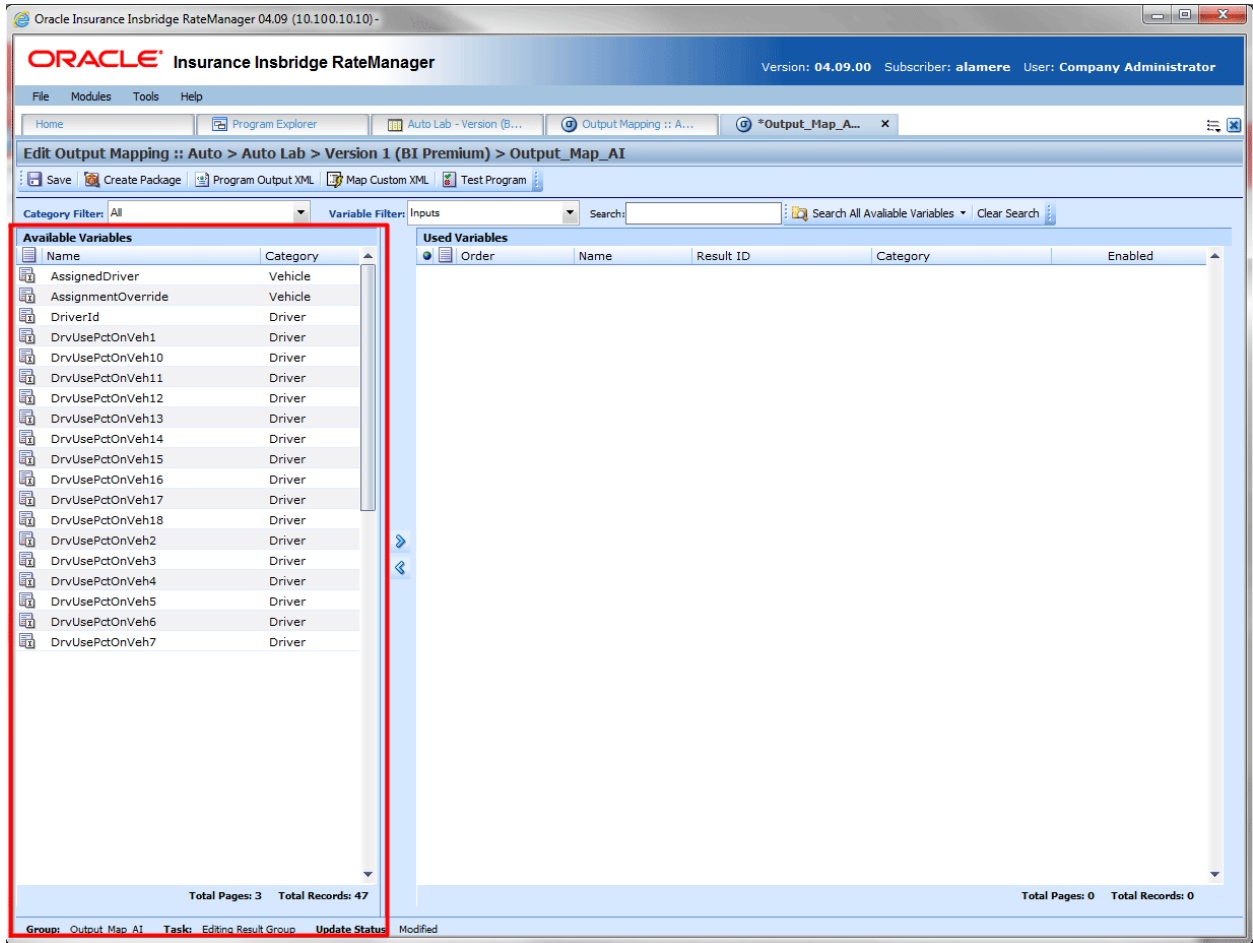 Oracle Insurance Insbridge RateManager 04.09 (10.100.10.10) -
ORACLE Insurance Insbridge RateManager
Version: 04.09.00 Subscriber: alamere User: Company Administrator
File Modules Tools Help
Home Program Explorer Auto Lab - Version (B... Output Mapping :: A... *Output_Map_A... x
Edit Output Mapping :: Auto > Auto Lab > Version 1 (BI Premium) > Output_Map_AI
Save Create Package Program Output XML Map Custom XML Test Program
Category Filter: All Variable Filter: Inputs Search: Search All Avaliable Variables Clear Search
Available Variables Used Variables
Name Category Order Name Result ID Category Enabled
AssignedDriver Vehicle
AssignmentOverride Vehicle
DriverId Driver
DrvUsePctOnVeh1 Driver
DrvUsePctOnVeh10 Driver
DrvUsePctOnVeh11 Driver
DrvUsePctOnVeh12 Driver
DrvUsePctOnVeh13 Driver
DrvUsePctOnVeh14 Driver
DrvUsePctOnVeh15 Driver
DrvUsePctOnVeh16 Driver
DrvUsePctOnVeh17 Driver
DrvUsePctOnVeh18 Driver
DrvUsePctOnVeh2 Driver
DrvUsePctOnVeh3 Driver
DrvUsePctOnVeh4 Driver
DrvUsePctOnVeh5 Driver
DrvUsePctOnVeh6 Driver
DrvUsePctOnVeh7 Driver
Total Pages: 3 Total Records: 47 Total Pages: 0 Total Records: 0
Group: Output_Map_AI Task: Editing Result Group Update Status Modified